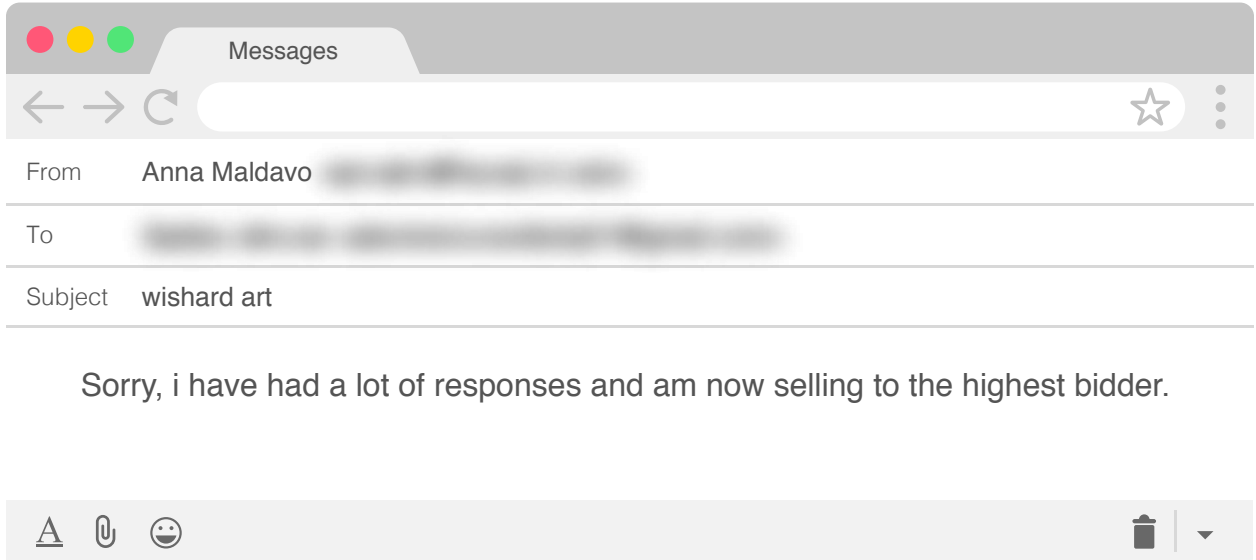 Messages
From Anna Maldavo
To
Subject wishard art
Sorry, i have had a lot of responses and am now selling to the highest bidder.
A